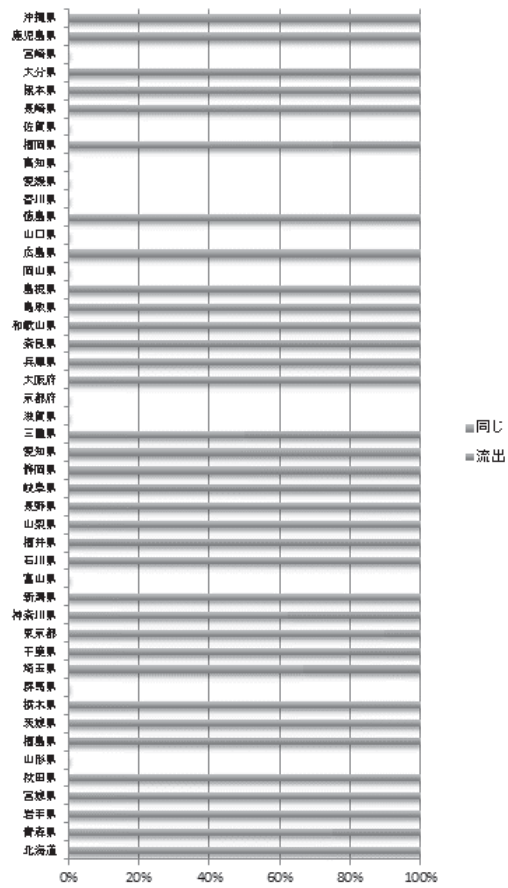 沖縄県
鹿児島県
宮崎県
大分県
熊本県
長崎県
佐賀県
福岡県
高知県
愛媛県
香川県
徳島県
山口県
広島県
岡山県
島根県
鳥取県
和歌山県
奈良県
兵庫県
大阪府
京都府
滋賀県
三重県
愛知県
静岡県
岐阜県
長野県
山梨県
福井県
石川県
富山県
新潟県
神奈川県
東京都
千葉県
埼玉県
群馬県
栃木県
茨城県
福島県
山形県
秋田県
宮城県
岩手県
青森県
北海道
0% 20% 40% 60% 80% 100%
同じ
流出